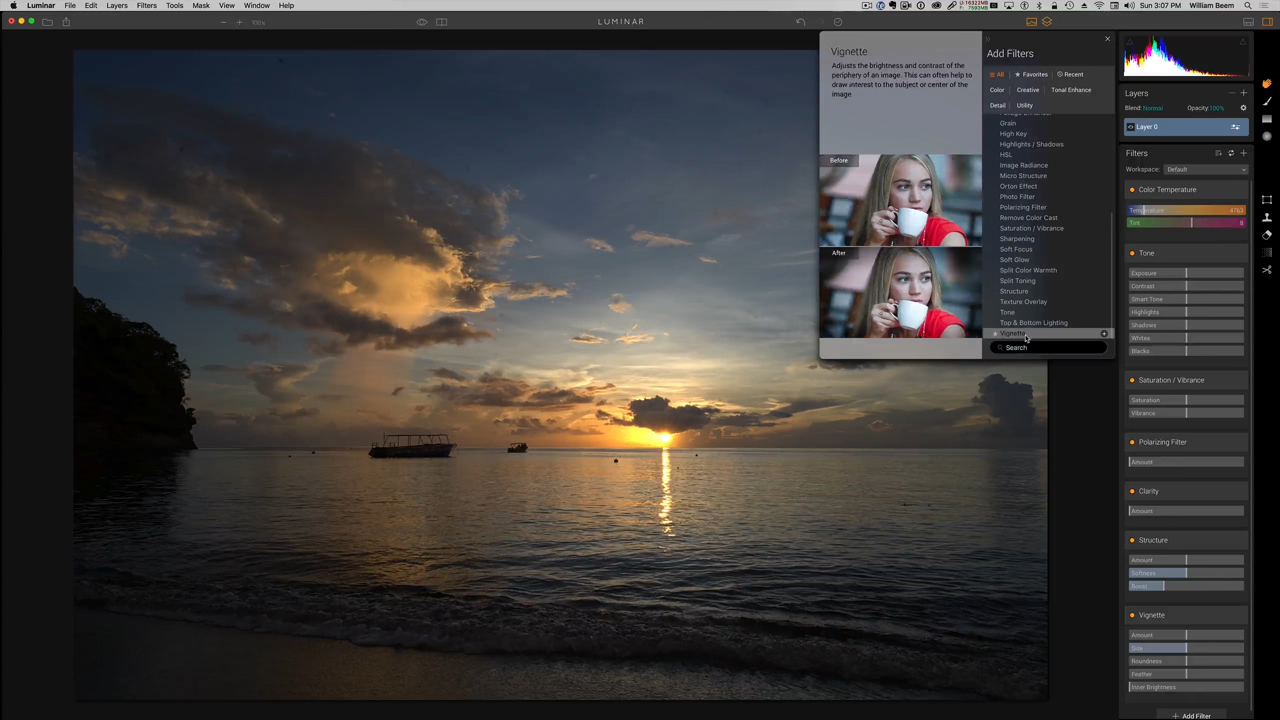 Luminar File Edit Layers Filters Tools Mask View Window Help
Sun 3:07 PM William Beem
LUMINAR
Vignette
Adjusts the brightness and contrast of the
periphery of an image. This can often help to
draw interest to the subject or center of the
image.
Before
After
Add Filters
All Favorites Recent
Color Creative Tonal Enhance
Detail Utility
Grain
High Key
Highlights / Shadows
HSL
Image Radiance
Micro Structure
Orton Effect
Photo Filter
Polarizing Filter
Remove Color Cast
Saturation / Vibrance
Sharpening
Soft Focus
Soft Glow
Split Color Warmth
Split Toning
Structure
Texture Overlay
Tone
Top & Bottom Lighting
Vignette
Search
Layers
Blend: Normal Opacity: 100%
Layer 0
Filters
Workspace: Default
Color Temperature
Temperature 4763
Tint 8
Tone
Exposure
Contrast
Smart Tone
Highlights
Shadows
Whites
Blacks
Saturation / Vibrance
Saturation
Vibrance
Polarizing Filter
Amount
Clarity
Amount
Structure
Amount
Softness
Boost
Vignette
Amount
Size
Roundness
Feather
Inner Brightness
+ Add Filter